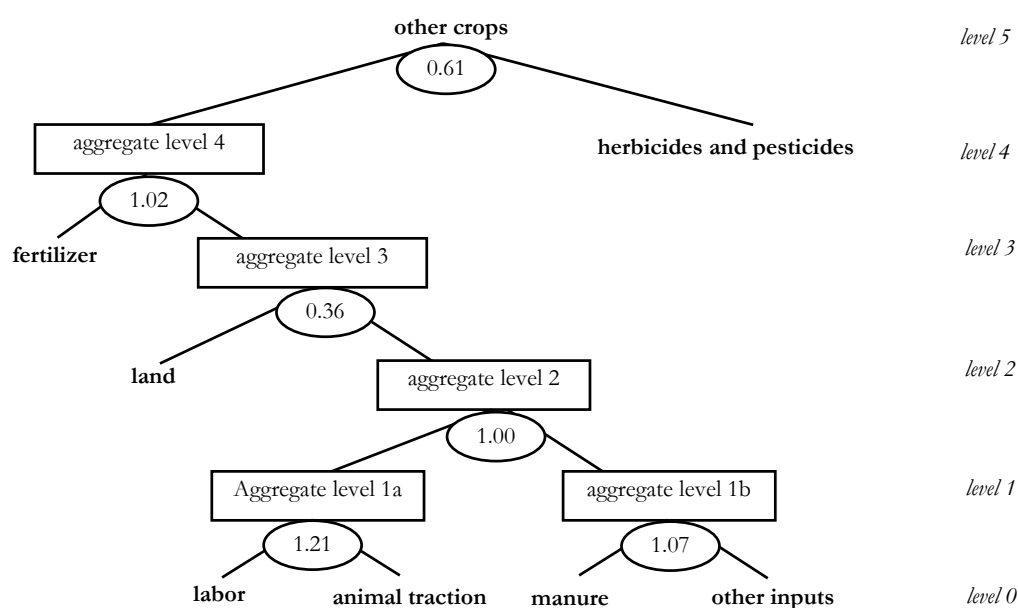 other crops
level 5
0.61
aggregate level 4
herbicides and pesticides
level 4
1.02
fertilizer
aggregate level 3
level 3
0.36
land
aggregate level 2
level 2
1.00
Aggregate level 1a
aggregate level 1b
level 1
1.21
1.07
labor
animal traction
manure
other inputs
level 0